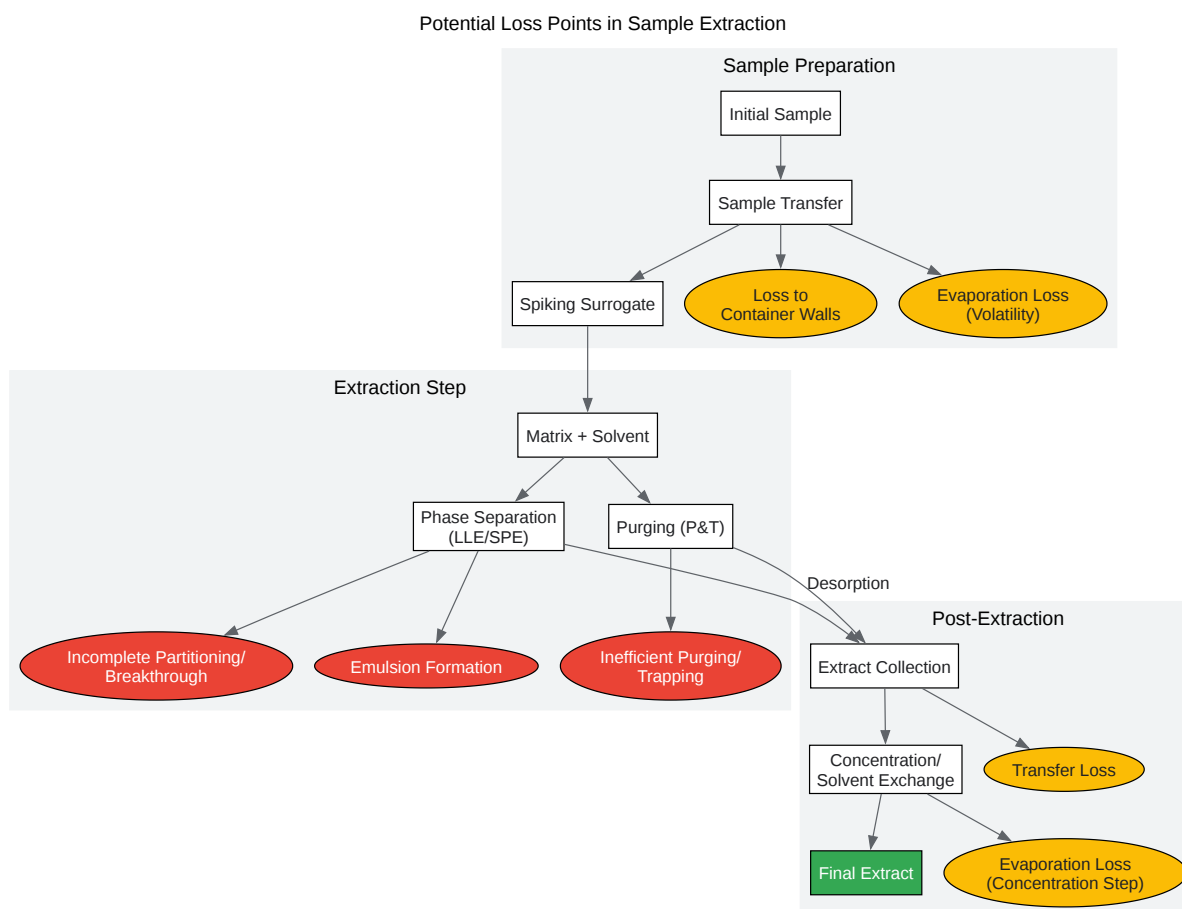 Potential Loss Points in Sample Extraction
Sample Preparation
Initial Sample
Sample Transfer
Spiking Surrogate
Loss to
Container Walls
Evaporation Loss
(Volatility)
Extraction Step
Matrix + Solvent
Phase Separation
(LLE/SPE)
Purging (P&T)
Desorption
Incomplete Partitioning/
Breakthrough
Emulsion Formation
Inefficient Purging/
Trapping
Post-Extraction
Extract Collection
Concentration/
Solvent Exchange
Transfer Loss
Final Extract
Evaporation Loss
(Concentration Step)